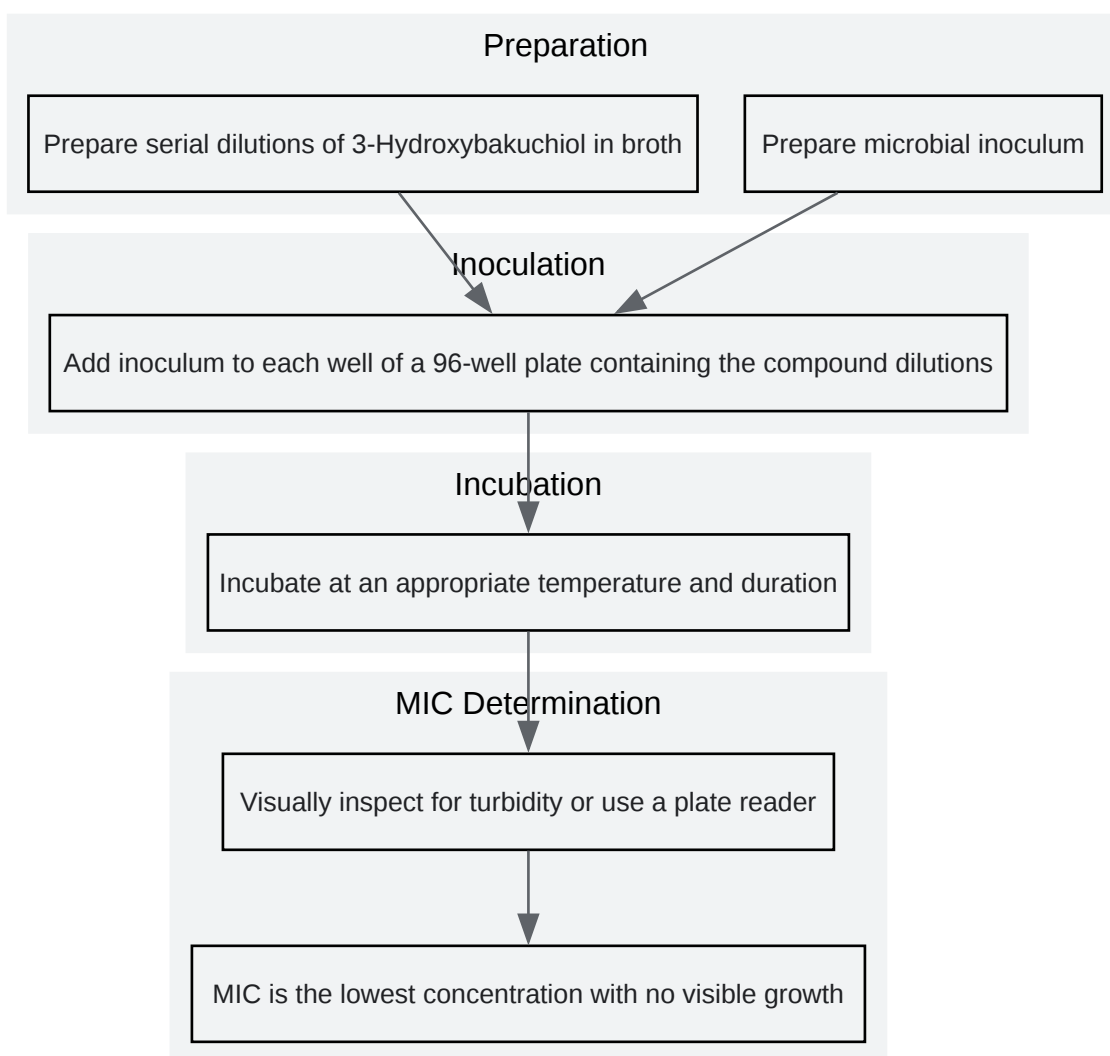 Preparation
Prepare serial dilutions of 3-Hydroxybakuchiol in broth
Prepare microbial inoculum
Inoculation
Add inoculum to each well of a 96-well plate containing the compound dilutions
Incubation
Incubate at an appropriate temperature and duration
MIC Determination
Visually inspect for turbidity or use a plate reader
MIC is the lowest concentration with no visible growth